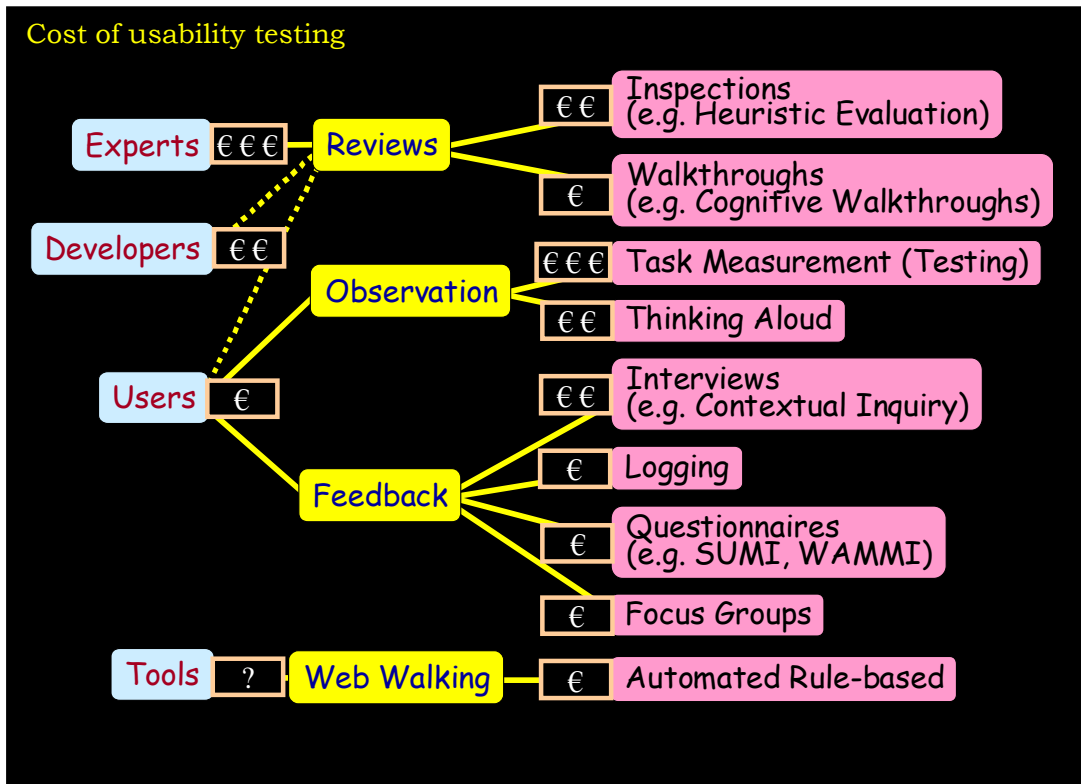 Cost of usability testing
Experts
€ € €
Reviews
€ €
Inspections
(e.g. Heuristic Evaluation)
€
Walkthroughs
(e.g. Cognitive Walkthroughs)
Developers
€ €
Observation
€ € €
Task Measurement (Testing)
€ €
Thinking Aloud
Users
€
Feedback
€ €
Interviews
(e.g. Contextual Inquiry)
€
Logging
€
Questionnaires
(e.g. SUMI, WAMMI)
€
Focus Groups
Tools
?
Web Walking
€
Automated Rule-based